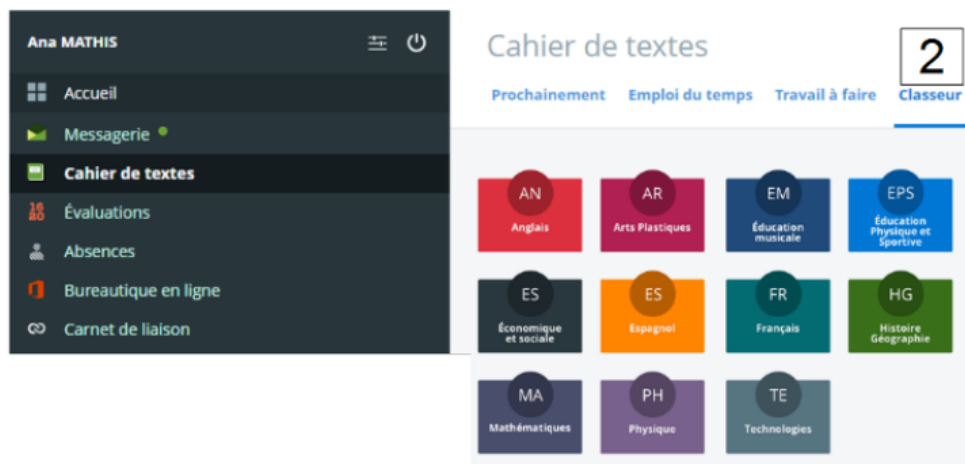 Ana MATHIS
Accueil
Messagerie
Cahier de textes
Évaluations
Absences
Bureautique en ligne
Carnet de liaison
Cahier de textes
2
Prochainement Emploi du temps Travail à faire Classeur
AN AR EM EPS
Anglais
Arts Plastiques
Éducation
musicale
Éducation
Physique et
Sportive
ES ES FR HG
Économique
et sociale
Espagnol
Français
Histoire
Géographie
MA PH TE
Mathématiques Physique Technologies